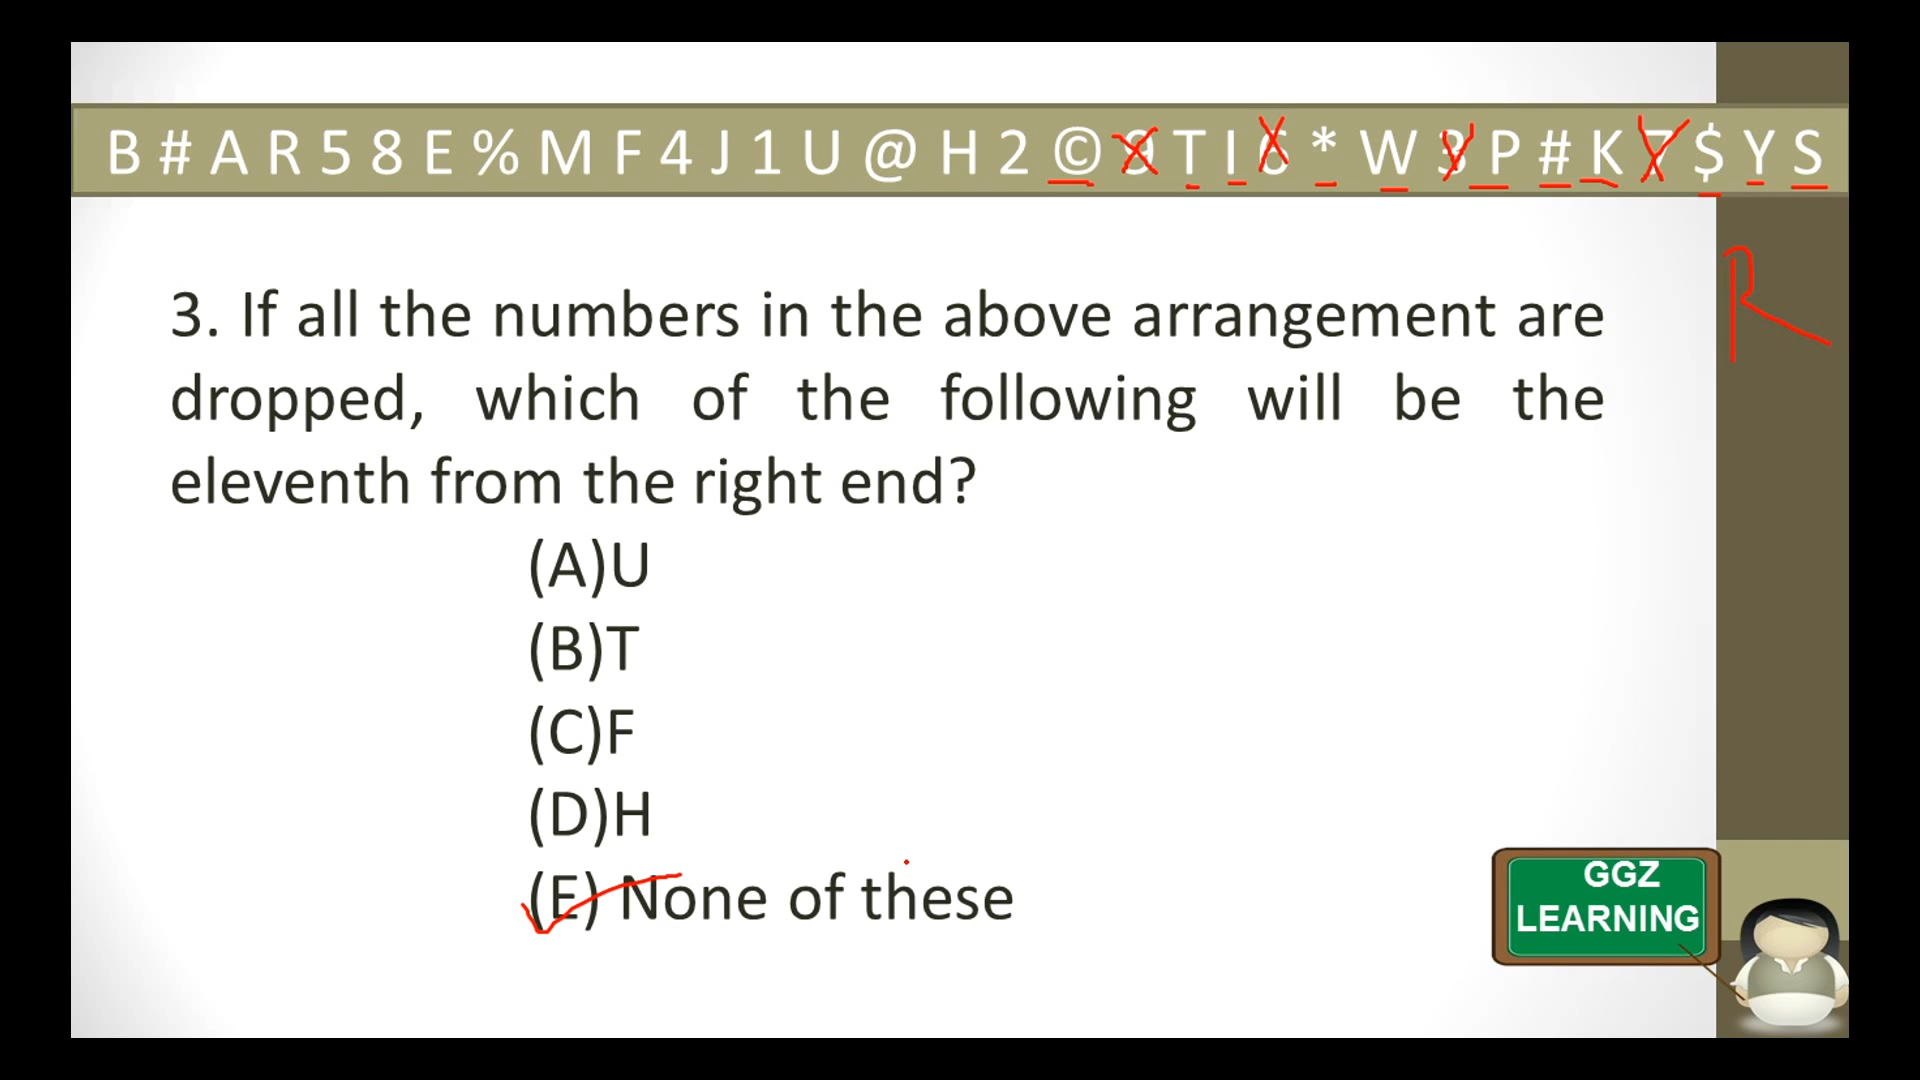 B # A R 5 8 E % M F 4 J 1 U @ H 2 © 9 T I 6 * W 3 P # K 7 $ Y S
R
3. If all the numbers in the above arrangement are
dropped, which of the following will be the
eleventh from the right end?
(A)U
(B)T
(C)F
(D)H
(E) None of these
GGZ
LEARNING